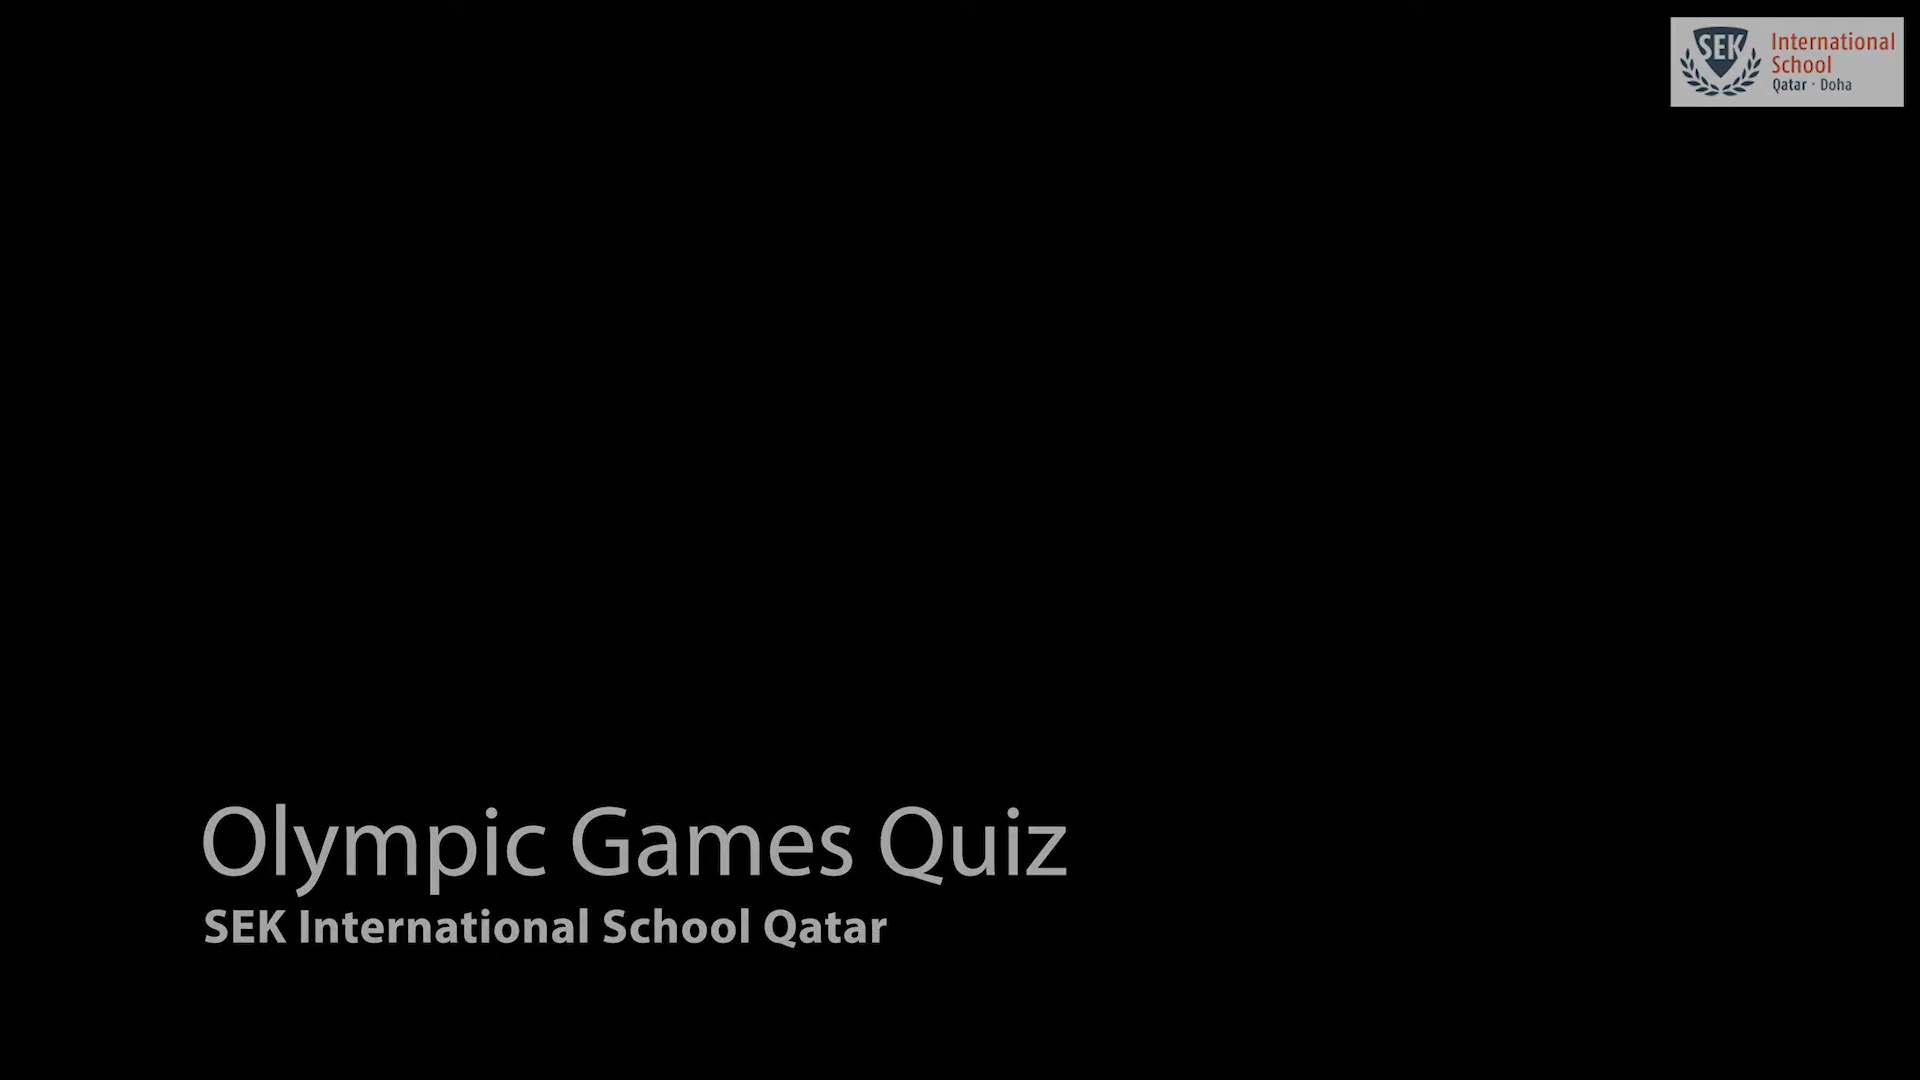 SEK
International
School
Qatar · Doha
Olympic Games Quiz
SEK International School Qatar